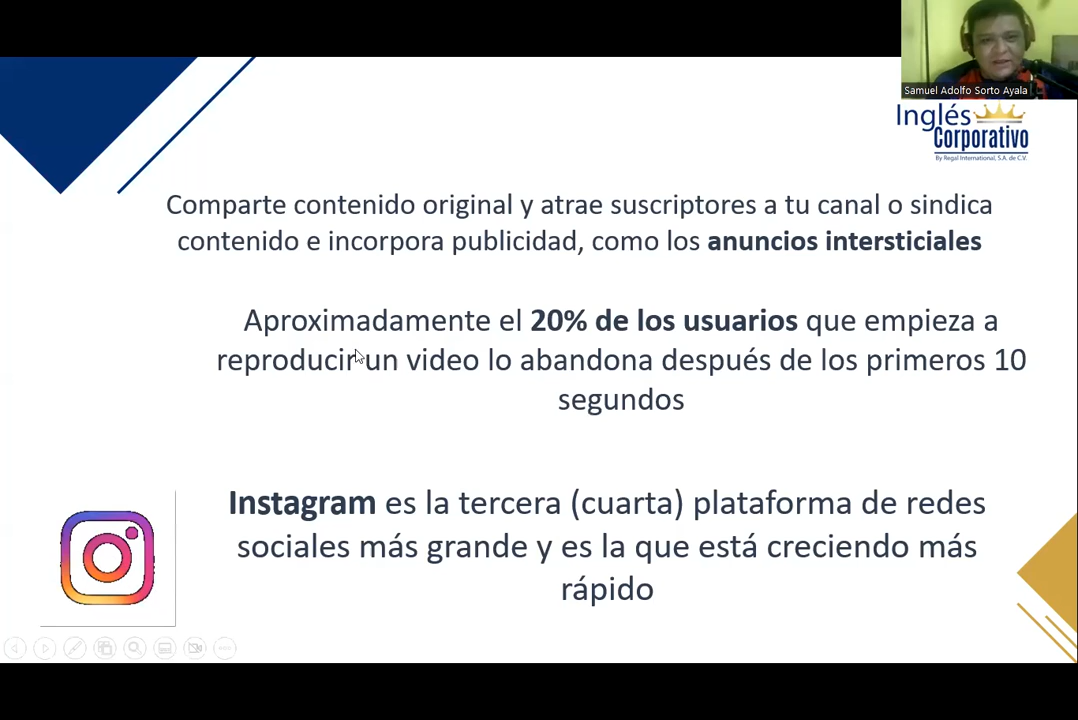 Samuel Adolfo Sorto Ayala
Inglés
Corporativo
By Regal International, S.A. de C.V.
Comparte contenido original y atrae suscriptores a tu canal o sindica
contenido e incorpora publicidad, como los anuncios intersticiales
Aproximadamente el 20% de los usuarios que empieza a
reproducir un video lo abandona después de los primeros 10
segundos
Instagram es la tercera (cuarta) plataforma de redes
sociales más grande y es la que está creciendo más
rápido